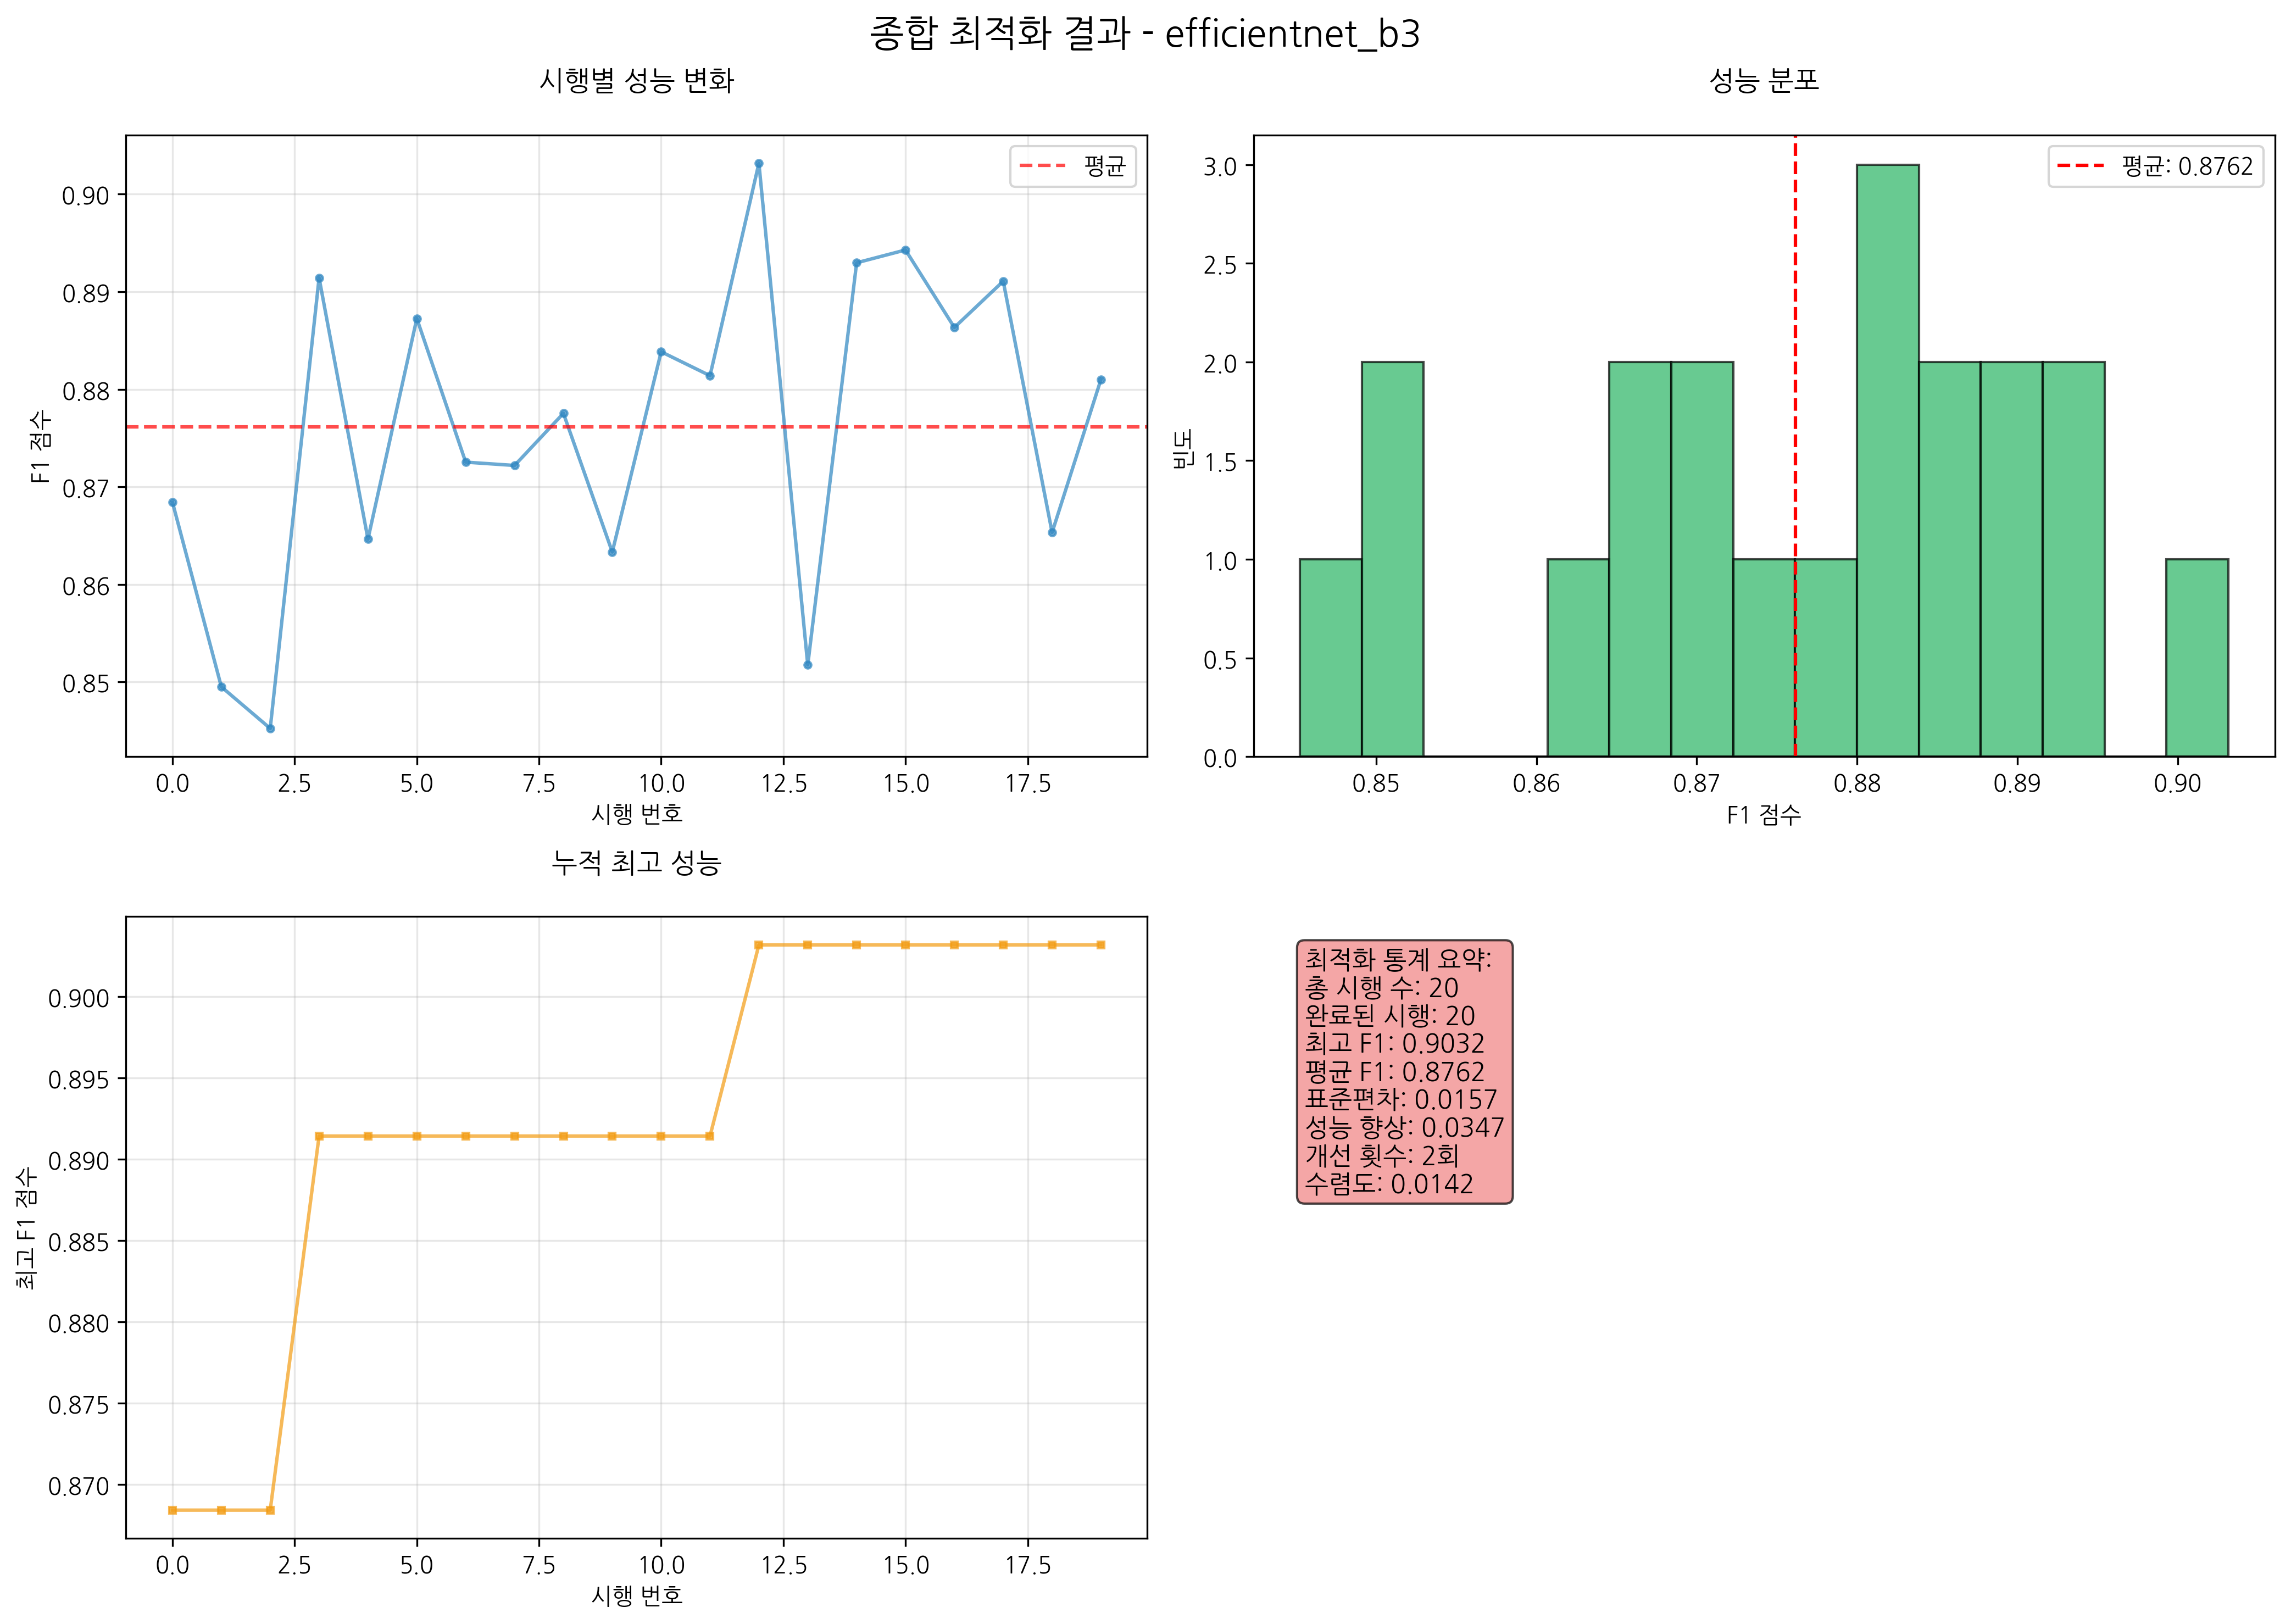 종합 최적화 결과 - efficientnet_b3
시행별 성능 변화
F1 점수
0.90
0.89
0.88
0.87
0.86
0.85
평균
0.0
2.5
5.0
7.5
10.0
12.5
15.0
17.5
시행 번호
성능 분포
빈도
3.0
2.5
2.0
1.5
1.0
0.5
0.0
평균: 0.8762
0.85
0.86
0.87
0.88
0.89
0.90
F1 점수
누적 최고 성능
최고 F1 점수
0.900
0.895
0.890
0.885
0.880
0.875
0.870
0.0
2.5
5.0
7.5
10.0
12.5
15.0
17.5
시행 번호
최적화 통계 요약:
총 시행 수: 20
완료된 시행: 20
최고 F1: 0.9032
평균 F1: 0.8762
표준편차: 0.0157
성능 향상: 0.0347
개선 횟수: 2회
수렴도: 0.0142